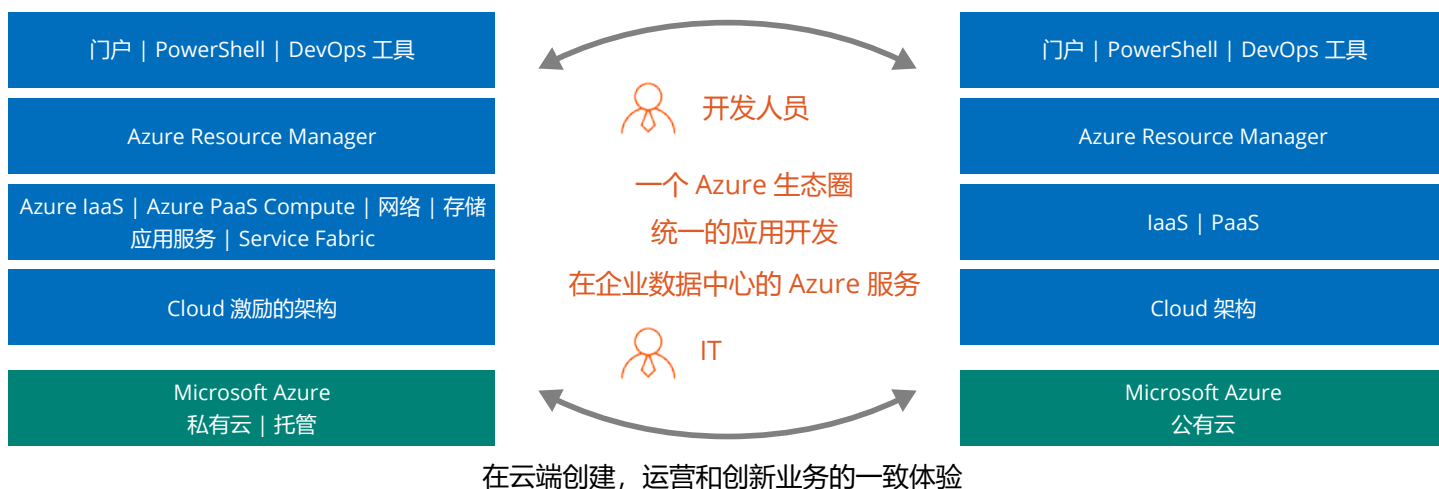 门户 | PowerShell | DevOps 工具
Azure Resource Manager
Azure IaaS | Azure PaaS Compute | 网络 | 存储
应用服务 | Service Fabric
Cloud 激励的架构
Microsoft Azure
私有云 | 托管
开发人员
一个 Azure 生态圈
统一的应用开发
在企业数据中心的 Azure 服务
IT
门户 | PowerShell | DevOps 工具
Azure Resource Manager
IaaS | PaaS
Cloud 架构
Microsoft Azure
公有云
在云端创建，运营和创新业务的一致体验